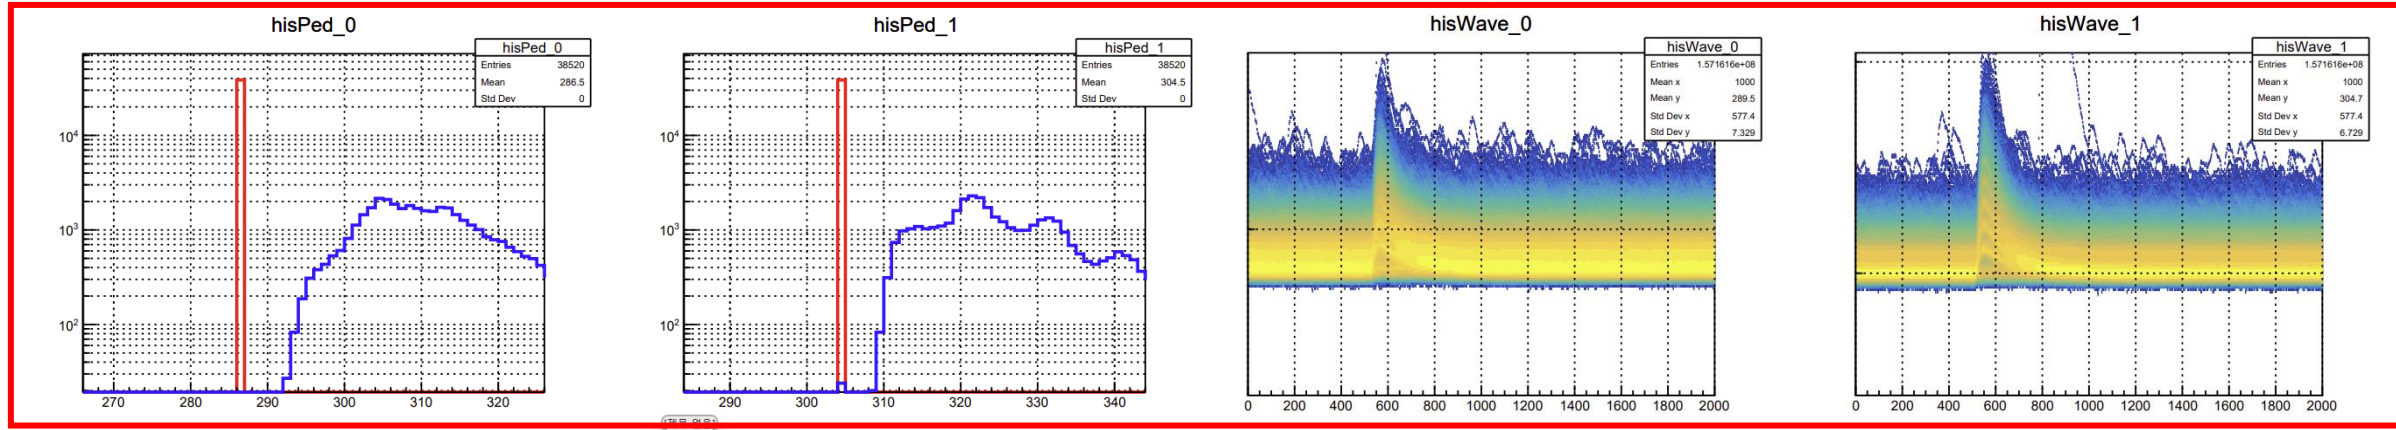 hisPed_0
hisPed_0
Entries 38520
Mean 286.5
Std Dev 0
10⁴
10³
10²
270 280 290 300 310 320
hisPed_1
hisPed_1
Entries 38520
Mean 304.5
Std Dev 0
10⁴
10³
10²
290 300 310 320 330 340
hisWave_0
hisWave_0
Entries 1.571616e+08
Mean x 1000
Mean y 289.5
Std Dev x 577.4
Std Dev y 7.329
0 200 400 600 800 1000 1200 1400 1600 1800 2000
hisWave_1
hisWave_1
Entries 1.571616e+08
Mean x 1000
Mean y 304.7
Std Dev x 577.4
Std Dev y 6.729
0 200 400 600 800 1000 1200 1400 1600 1800 2000